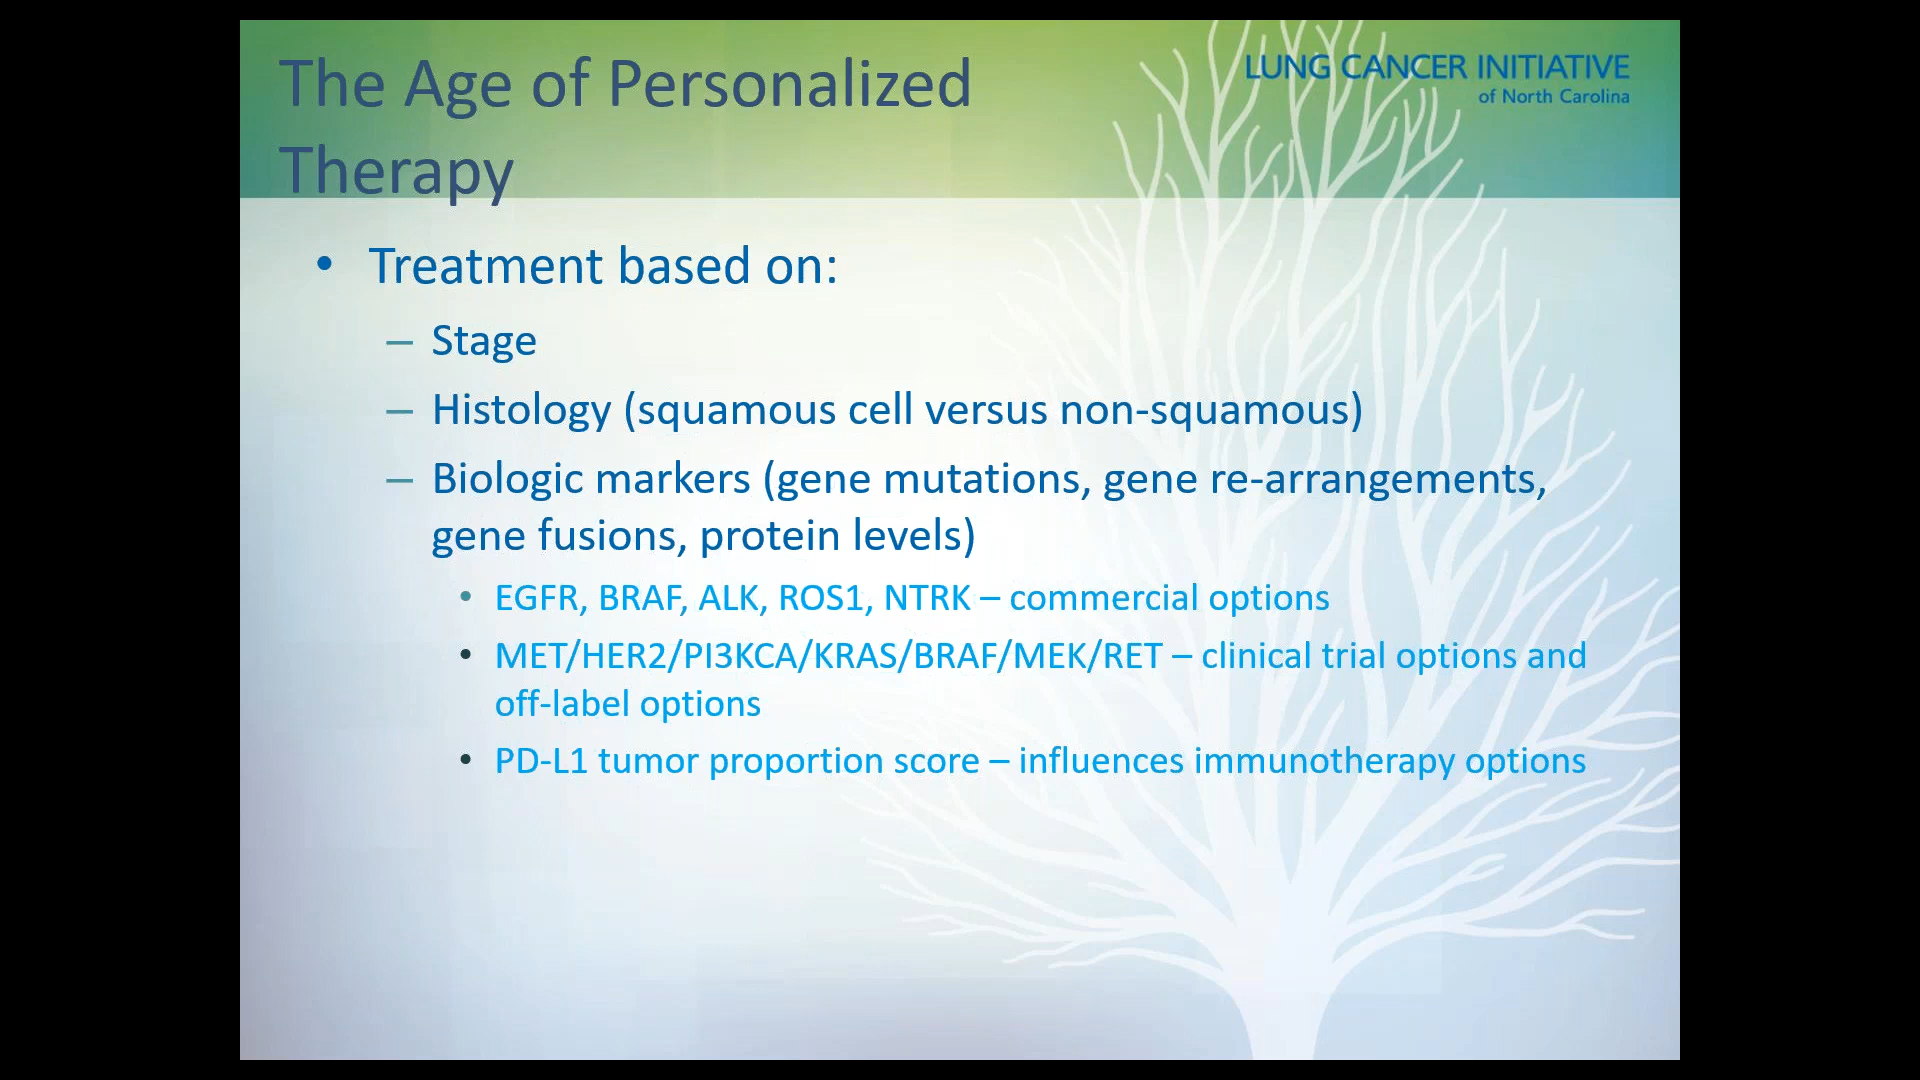 The Age of Personalized
Therapy
LUNG CANCER INITIATIVE
of North Carolina
• Treatment based on:
– Stage
– Histology (squamous cell versus non-squamous)
– Biologic markers (gene mutations, gene re-arrangements,
gene fusions, protein levels)
• EGFR, BRAF, ALK, ROS1, NTRK – commercial options
• MET/HER2/PI3KCA/KRAS/BRAF/MEK/RET – clinical trial options and
off-label options
• PD-L1 tumor proportion score – influences immunotherapy options